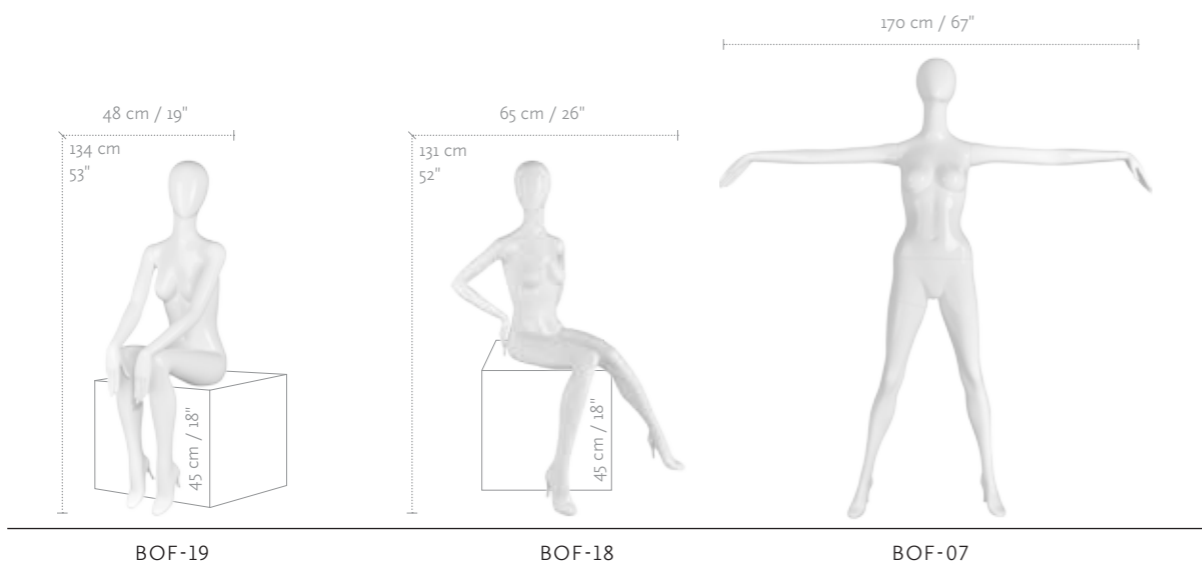 170 cm / 67"
48 cm / 19"
65 cm / 26"
134 cm
53"
131 cm
52"
45 cm / 18"
45 cm / 18"
BOF-19
BOF-18
BOF-07